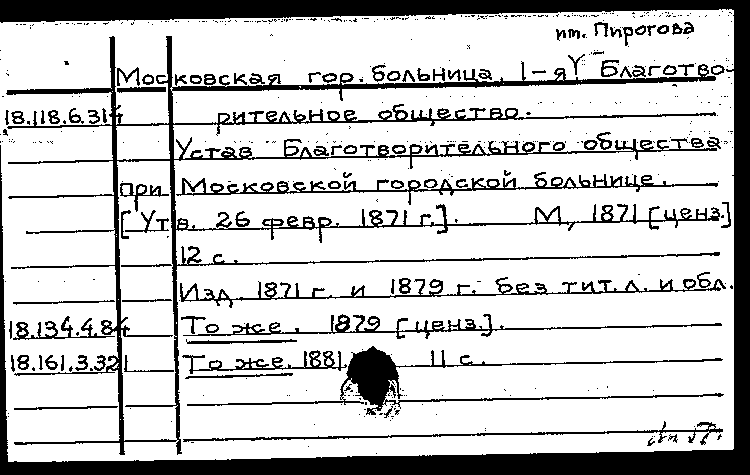 им. Пирогова
Московская гор. больница, 1-я Благотво-
18.118.6.314 рительное общество.
Устав Благотворительного общества
при Московской городской больнице.
[Утв. 26 февр. 1871 г.]. М., 1871 [ценз.]
12 с.
Изд. 1871 г. и 1879 г. без тит. л. и обл.
18.134.4.84 То же. 1879 [ценз.].
18.161.3.321 То же. 1881. 11 с.